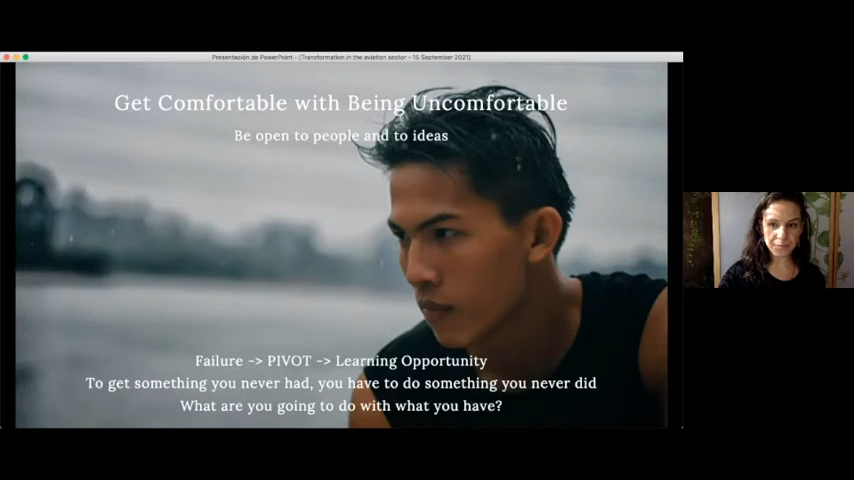 Presentación de PowerPoint - [Transformation in the aviation sector - 15 September 2021]
Get Comfortable with Being Uncomfortable
Be open to people and to ideas
Failure -> PIVOT -> Learning Opportunity
To get something you never had, you have to do something you never did
What are you going to do with what you have?